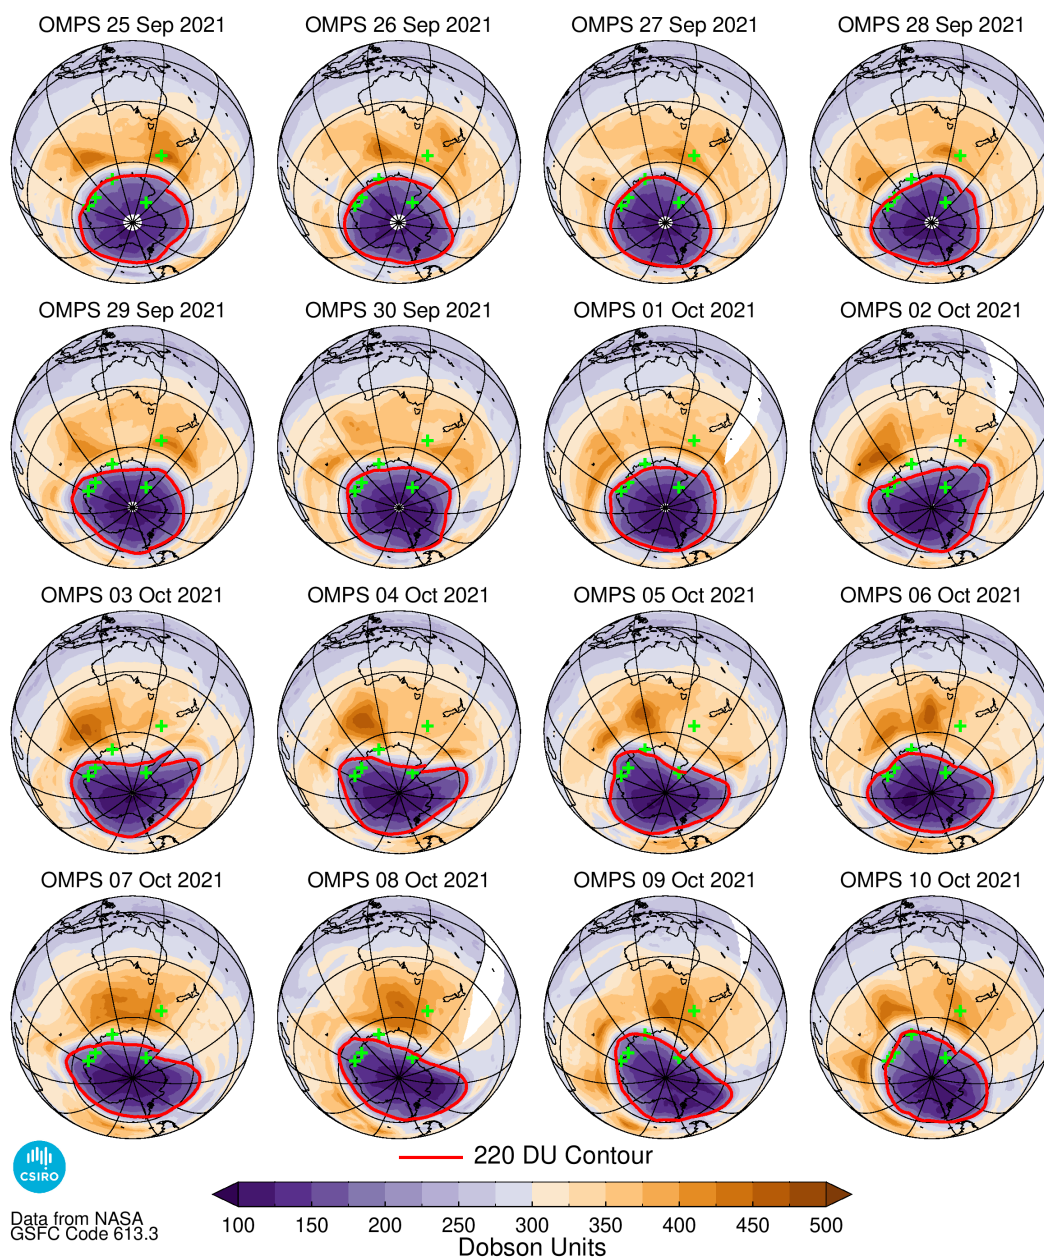 OMPS 25 Sep 2021 OMPS 26 Sep 2021 OMPS 27 Sep 2021 OMPS 28 Sep 2021
OMPS 29 Sep 2021 OMPS 30 Sep 2021 OMPS 01 Oct 2021 OMPS 02 Oct 2021
OMPS 03 Oct 2021 OMPS 04 Oct 2021 OMPS 05 Oct 2021 OMPS 06 Oct 2021
OMPS 07 Oct 2021 OMPS 08 Oct 2021 OMPS 09 Oct 2021 OMPS 10 Oct 2021
220 DU Contour
CSIRO
Data from NASA
GSFC Code 613.3
100 150 200 250 300 350 400 450 500
Dobson Units